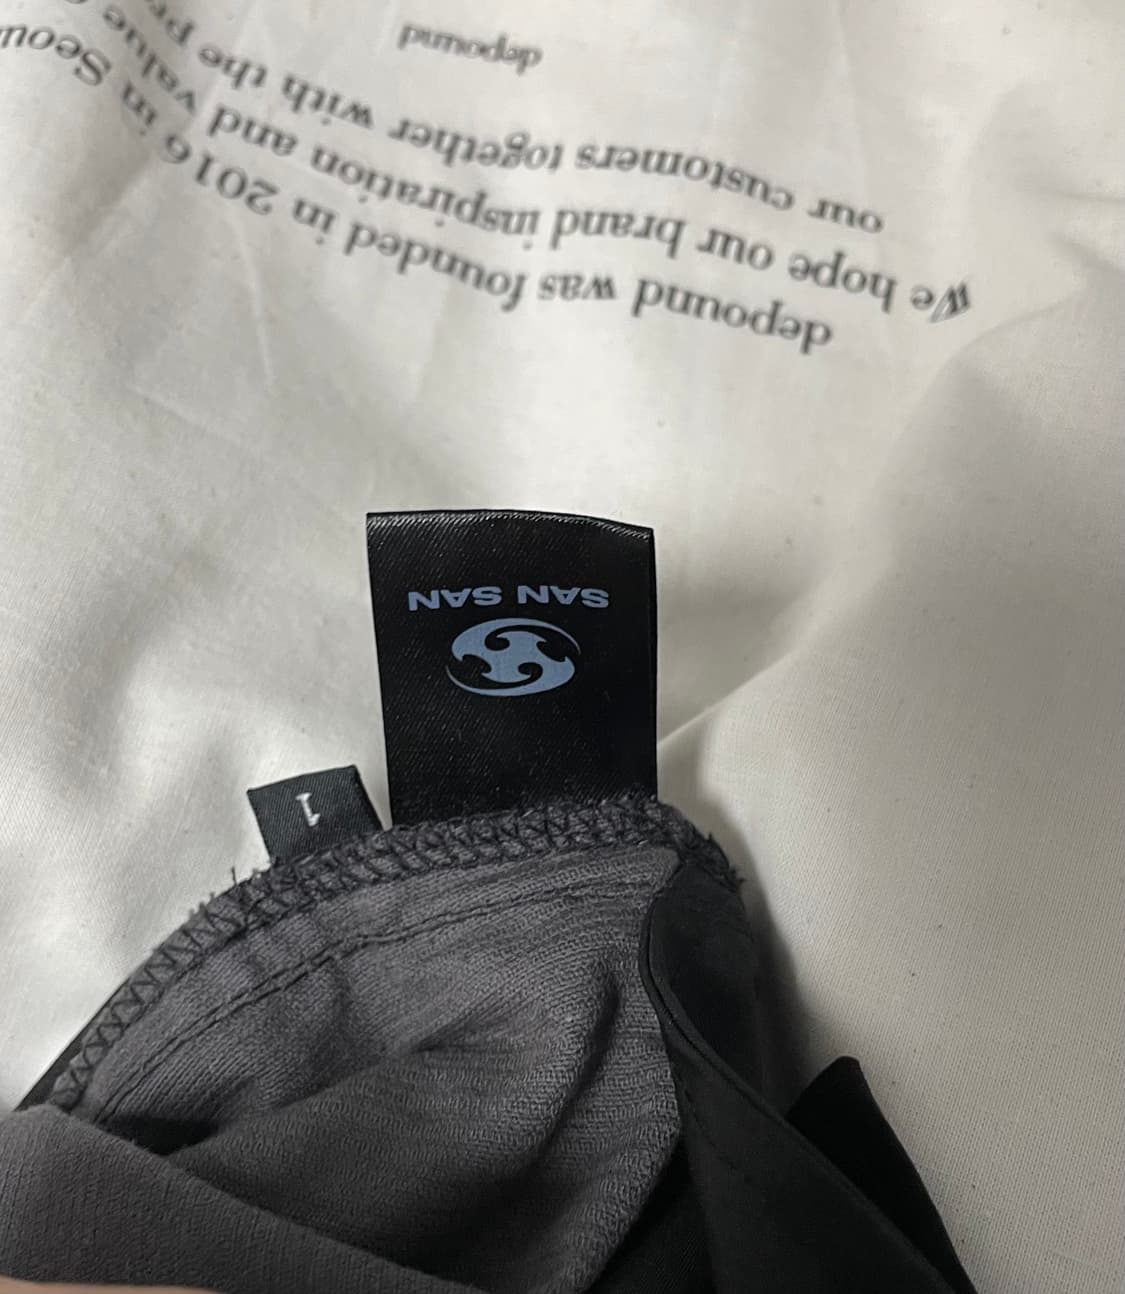 1
SAN SAN
depound was founded in 2016 in
We hope our brand inspiration and value
our customers together with the
depound